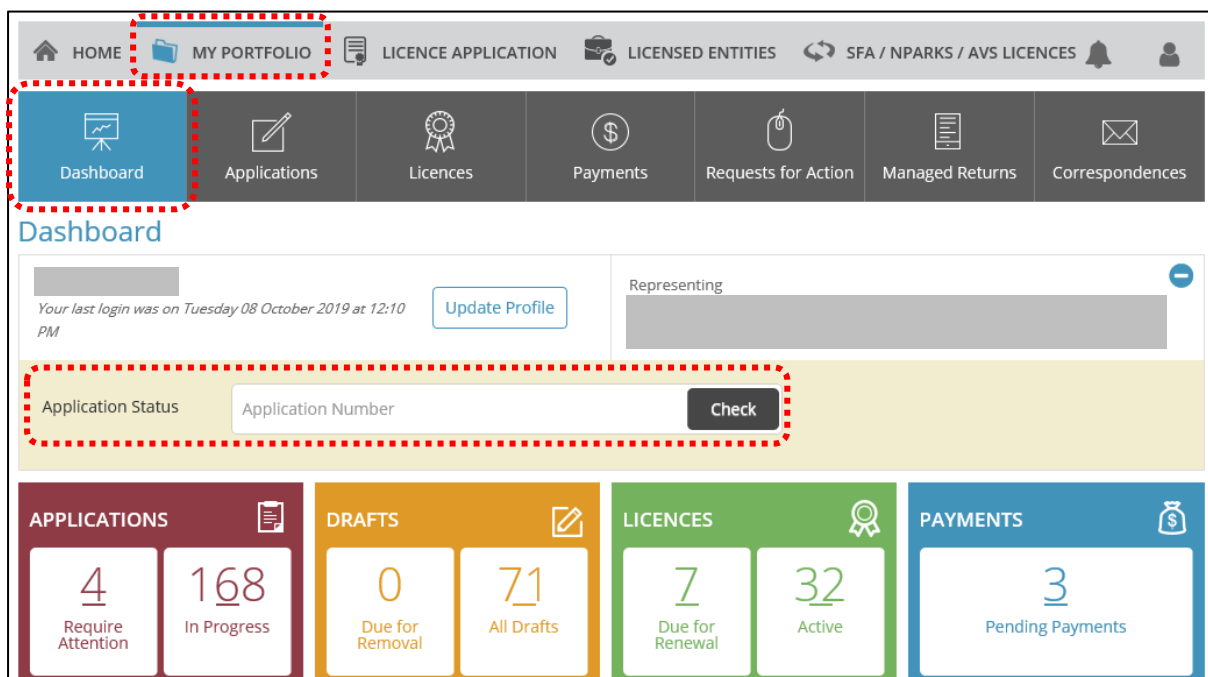 HOME MY PORTFOLIO LICENCE APPLICATION LICENSED ENTITIES SFA / NPARKS / AVS LICENCES
Dashboard Applications Licences Payments Requests for Action Managed Returns Correspondences
Dashboard
Your last login was on Tuesday 08 October 2019 at 12:10
PM
Update Profile
Representing
Application Status Application Number Check
APPLICATIONS
4
Require
Attention
168
In Progress
DRAFTS
0
Due for
Removal
71
All Drafts
LICENCES
7
Due for
Renewal
32
Active
PAYMENTS
3
Pending Payments